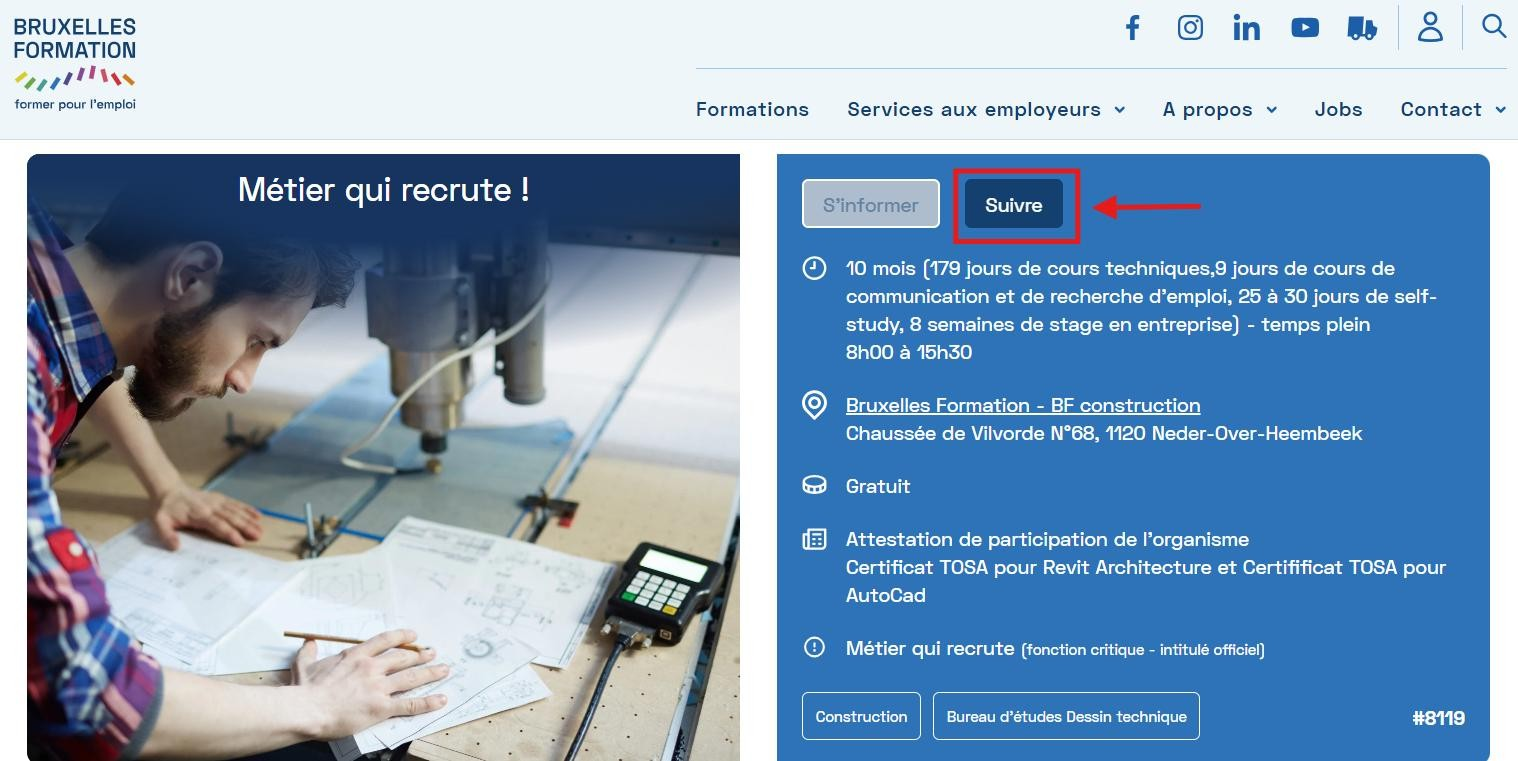 BRUXELLES
FORMATION
former pour l'emploi
Formations
Services aux employeurs
A propos
Jobs
Contact
Métier qui recrute !
S'informer
Suivre
10 mois (179 jours de cours techniques,9 jours de cours de
communication et de recherche d'emploi, 25 à 30 jours de self-
study, 8 semaines de stage en entreprise) - temps plein
8h00 à 15h30
Bruxelles Formation - BF construction
Chaussée de Vilvorde N°68, 1120 Neder-Over-Heembeek
Gratuit
Attestation de participation de l'organisme
Certificat TOSA pour Revit Architecture et Certifificat TOSA pour
AutoCad
Métier qui recrute (fonction critique - intitulé officiel)
Construction
Bureau d'études Dessin technique
#8119